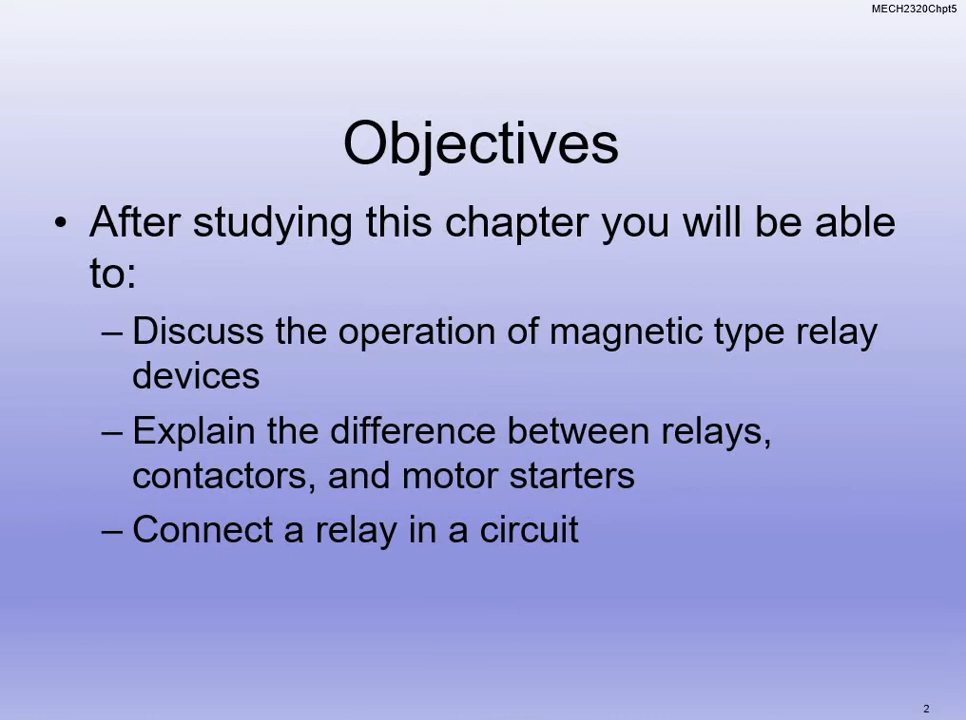 MECH2320Chpt5
Objectives
• After studying this chapter you will be able
to:
– Discuss the operation of magnetic type relay
devices
– Explain the difference between relays,
contactors, and motor starters
– Connect a relay in a circuit
2